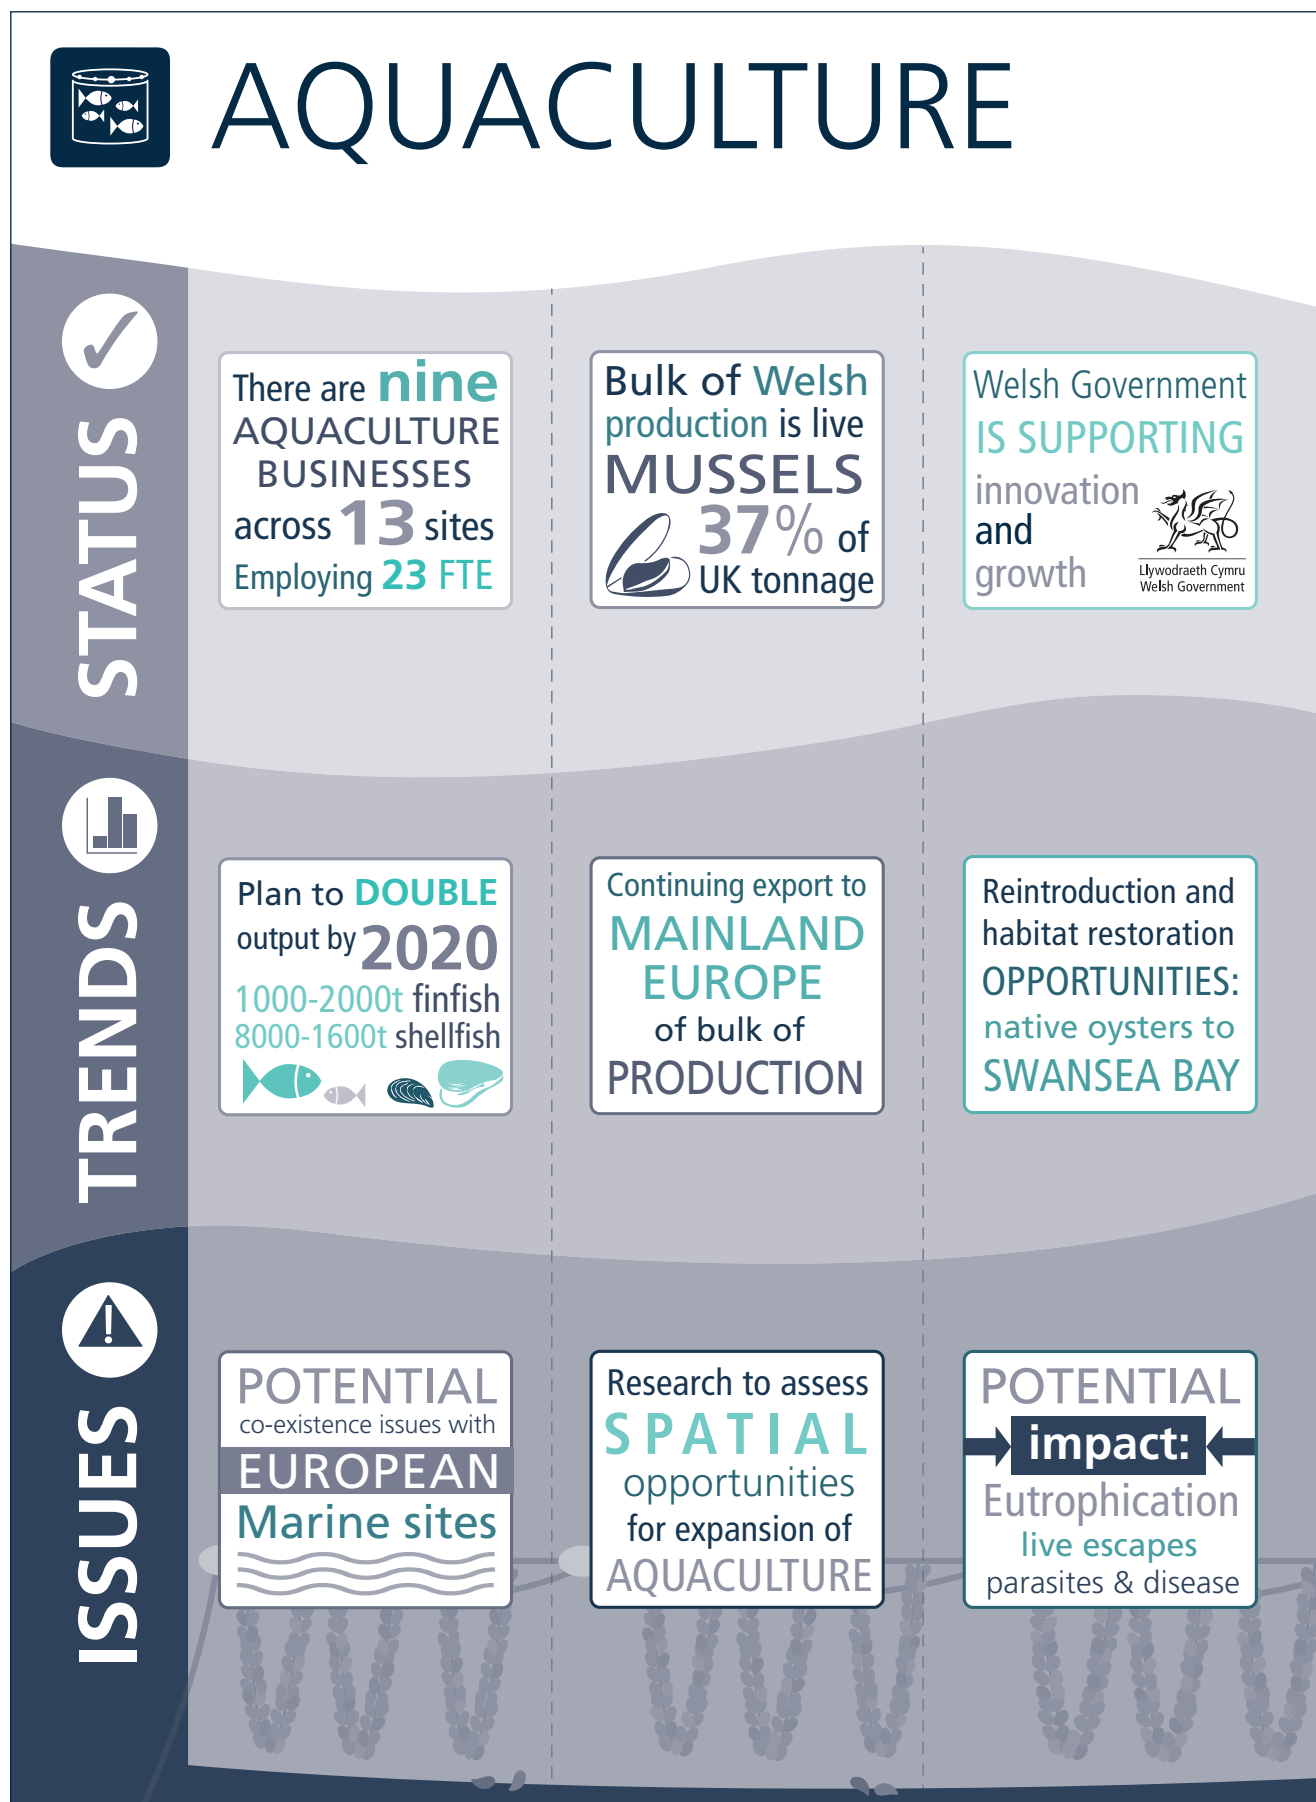 AQUACULTURE
STATUS
There are nine
AQUACULTURE
BUSINESSES
across 13 sites
Employing 23 FTE
Bulk of Welsh
production is live
MUSSELS
37% of
UK tonnage
Welsh Government
IS SUPPORTING
innovation
and
growth
Llywodraeth Cymru
Welsh Government
TRENDS
Plan to DOUBLE
output by 2020
1000-2000t finfish
8000-1600t shellfish
Continuing export to
MAINLAND
EUROPE
of bulk of
PRODUCTION
Reintroduction and
habitat restoration
OPPORTUNITIES:
native oysters to
SWANSEA BAY
ISSUES
POTENTIAL
co-existence issues with
EUROPEAN
Marine sites
Research to assess
SPATIAL
opportunities
for expansion of
AQUACULTURE
POTENTIAL
impact:
Eutrophication
live escapes
parasites & disease